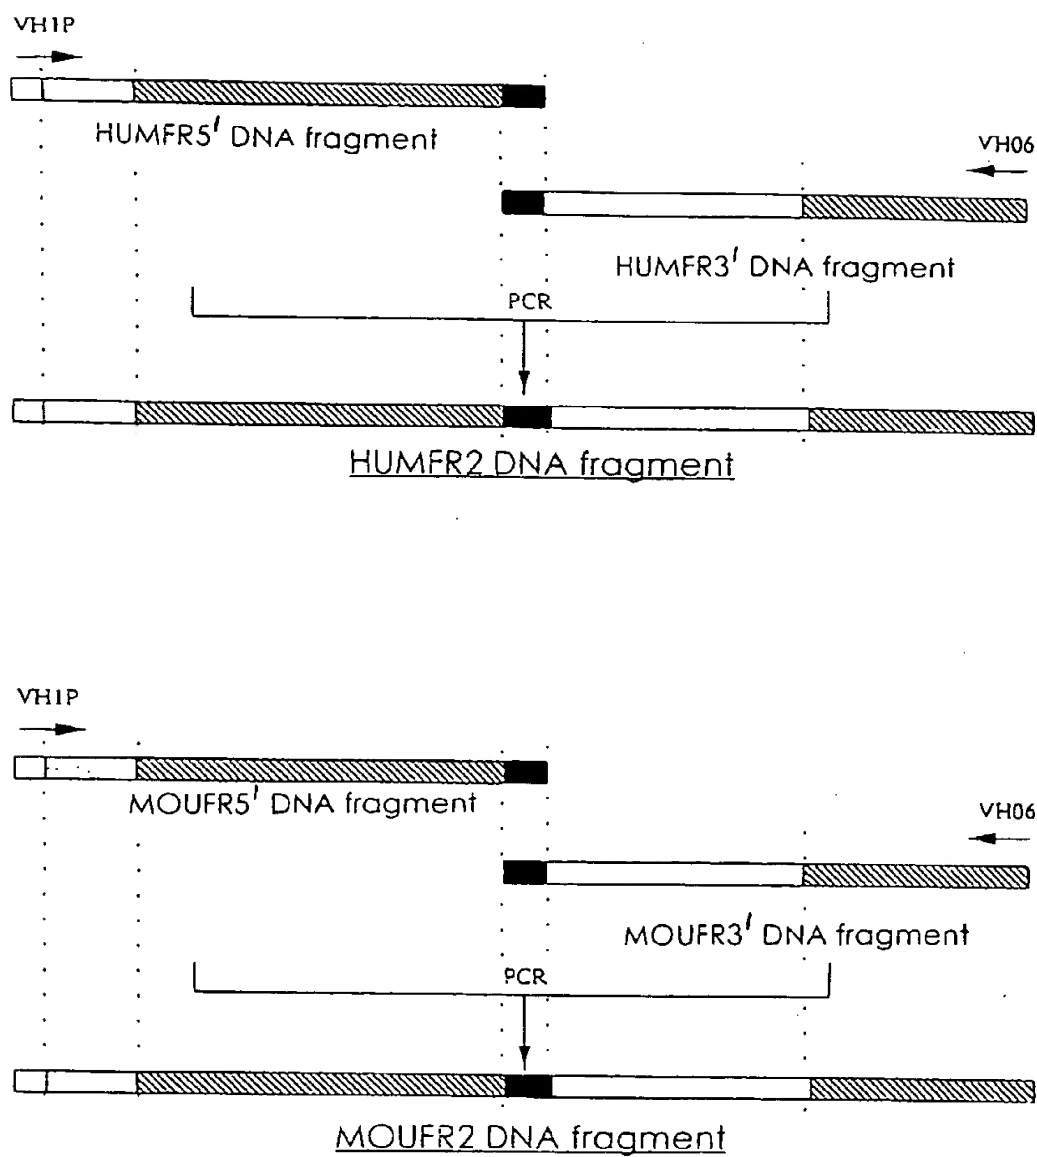 VH1P
HUMFR5' DNA fragment
VH06
HUMFR3' DNA fragment
PCR
HUMFR2 DNA fragment
VH1P
MOUFR5' DNA fragment
VH06
MOUFR3' DNA fragment
PCR
MOUFR2 DNA fragment